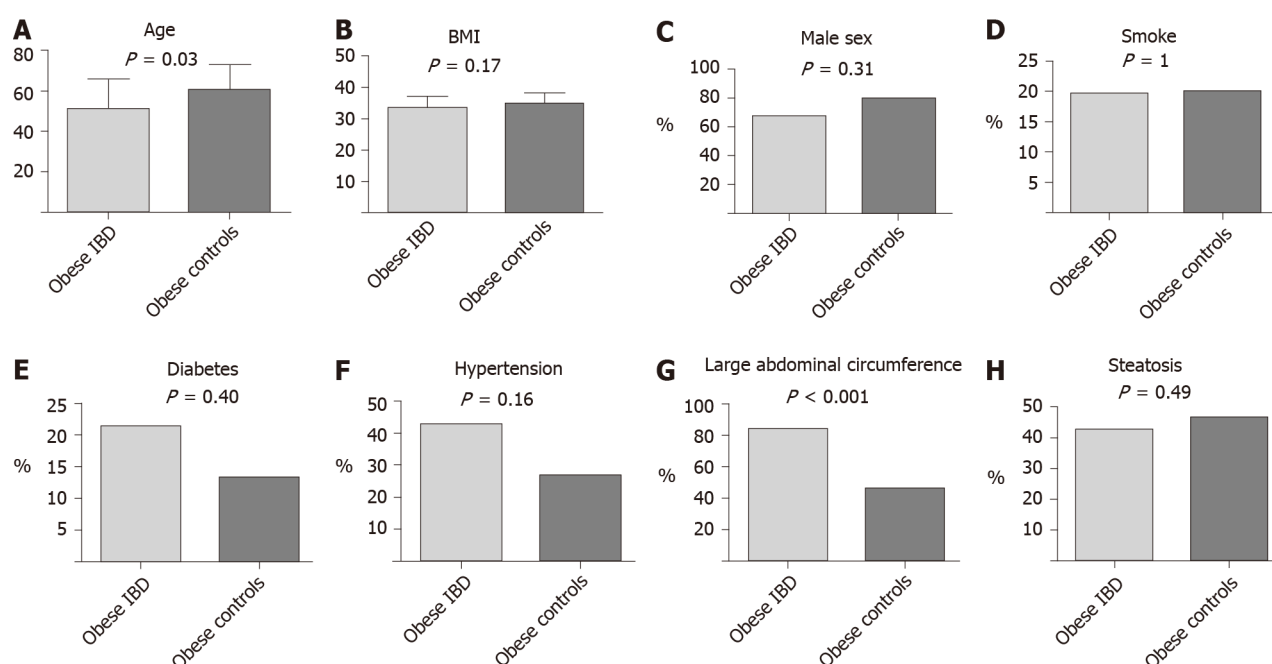 A
Age
P = 0.03
80
60
40
20
Obese IBD
Obese controls
B
BMI
P = 0.17
50
40
30
20
10
Obese IBD
Obese controls
C
Male sex
P = 0.31
%
100
80
60
40
20
Obese IBD
Obese controls
D
Smoke
P = 1
%
25
20
15
10
5
Obese IBD
Obese controls
E
Diabetes
P = 0.40
%
25
20
15
10
5
Obese IBD
Obese controls
F
Hypertension
P = 0.16
%
50
40
30
20
10
Obese IBD
Obese controls
G
Large abdominal circumference
P < 0.001
%
100
80
60
40
20
Obese IBD
Obese controls
H
Steatosis
P = 0.49
%
50
40
30
20
10
Obese IBD
Obese controls